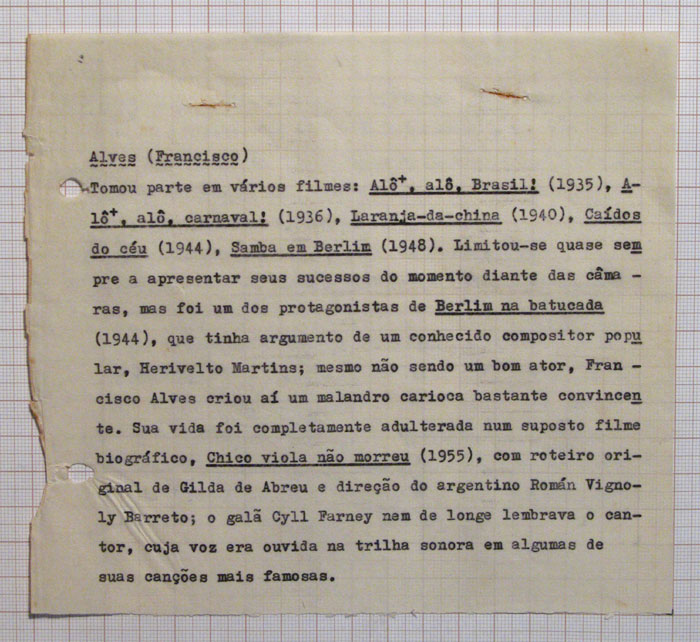 Alves (Francisco)
Tomou parte em vários filmes: Alô+, alô, Brasil! (1935), A-
lô+, alô, carnaval! (1936), Laranja-da-china (1940), Caídos
do céu (1944), Samba em Berlim (1948). Limitou-se quase sem
pre a apresentar seus sucessos do momento diante das câma -
ras, mas foi um dos protagonistas de Berlim na batucada
(1944), que tinha argumento de um conhecido compositor popu
lar, Herivelto Martins; mesmo não sendo um bom ator, Fran -
cisco Alves criou aí um malandro carioca bastante convincen
te. Sua vida foi completamente adulterada num suposto filme
biográfico, Chico viola não morreu (1955), com roteiro ori-
ginal de Gilda de Abreu e direção do argentino Román Vigno-
ly Barreto; o galã Cyll Farney nem de longe lembrava o can-
tor, cuja voz era ouvida na trilha sonora em algumas de
suas canções mais famosas.